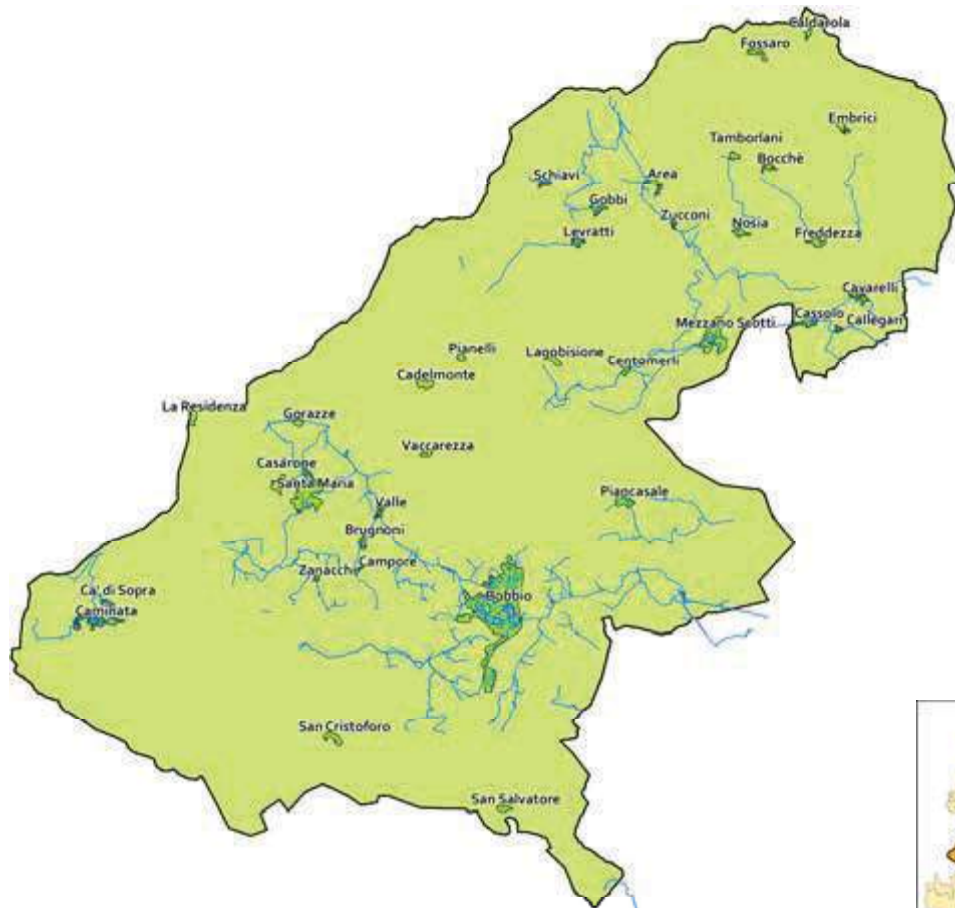 Caldarola
Fossaro
Embrici
Tamborlani
Bocchè
Schiavi
Area
Gobbi
Zucconi
Nosia
Freddezza
Levratti
Cavarelli
Cassolo
Callegari
Mezzano Scotti
Pianelli
Lagobisione
Centomerli
Cadelmonte
La Residenza
Gorazze
Vaccarezza
Casarone
Santa Maria
Piancasale
Valle
Brugnoni
Campore
Zanacchi
Ca' di Sopra
Bobbio
Caminata
San Cristoforo
San Salvatore